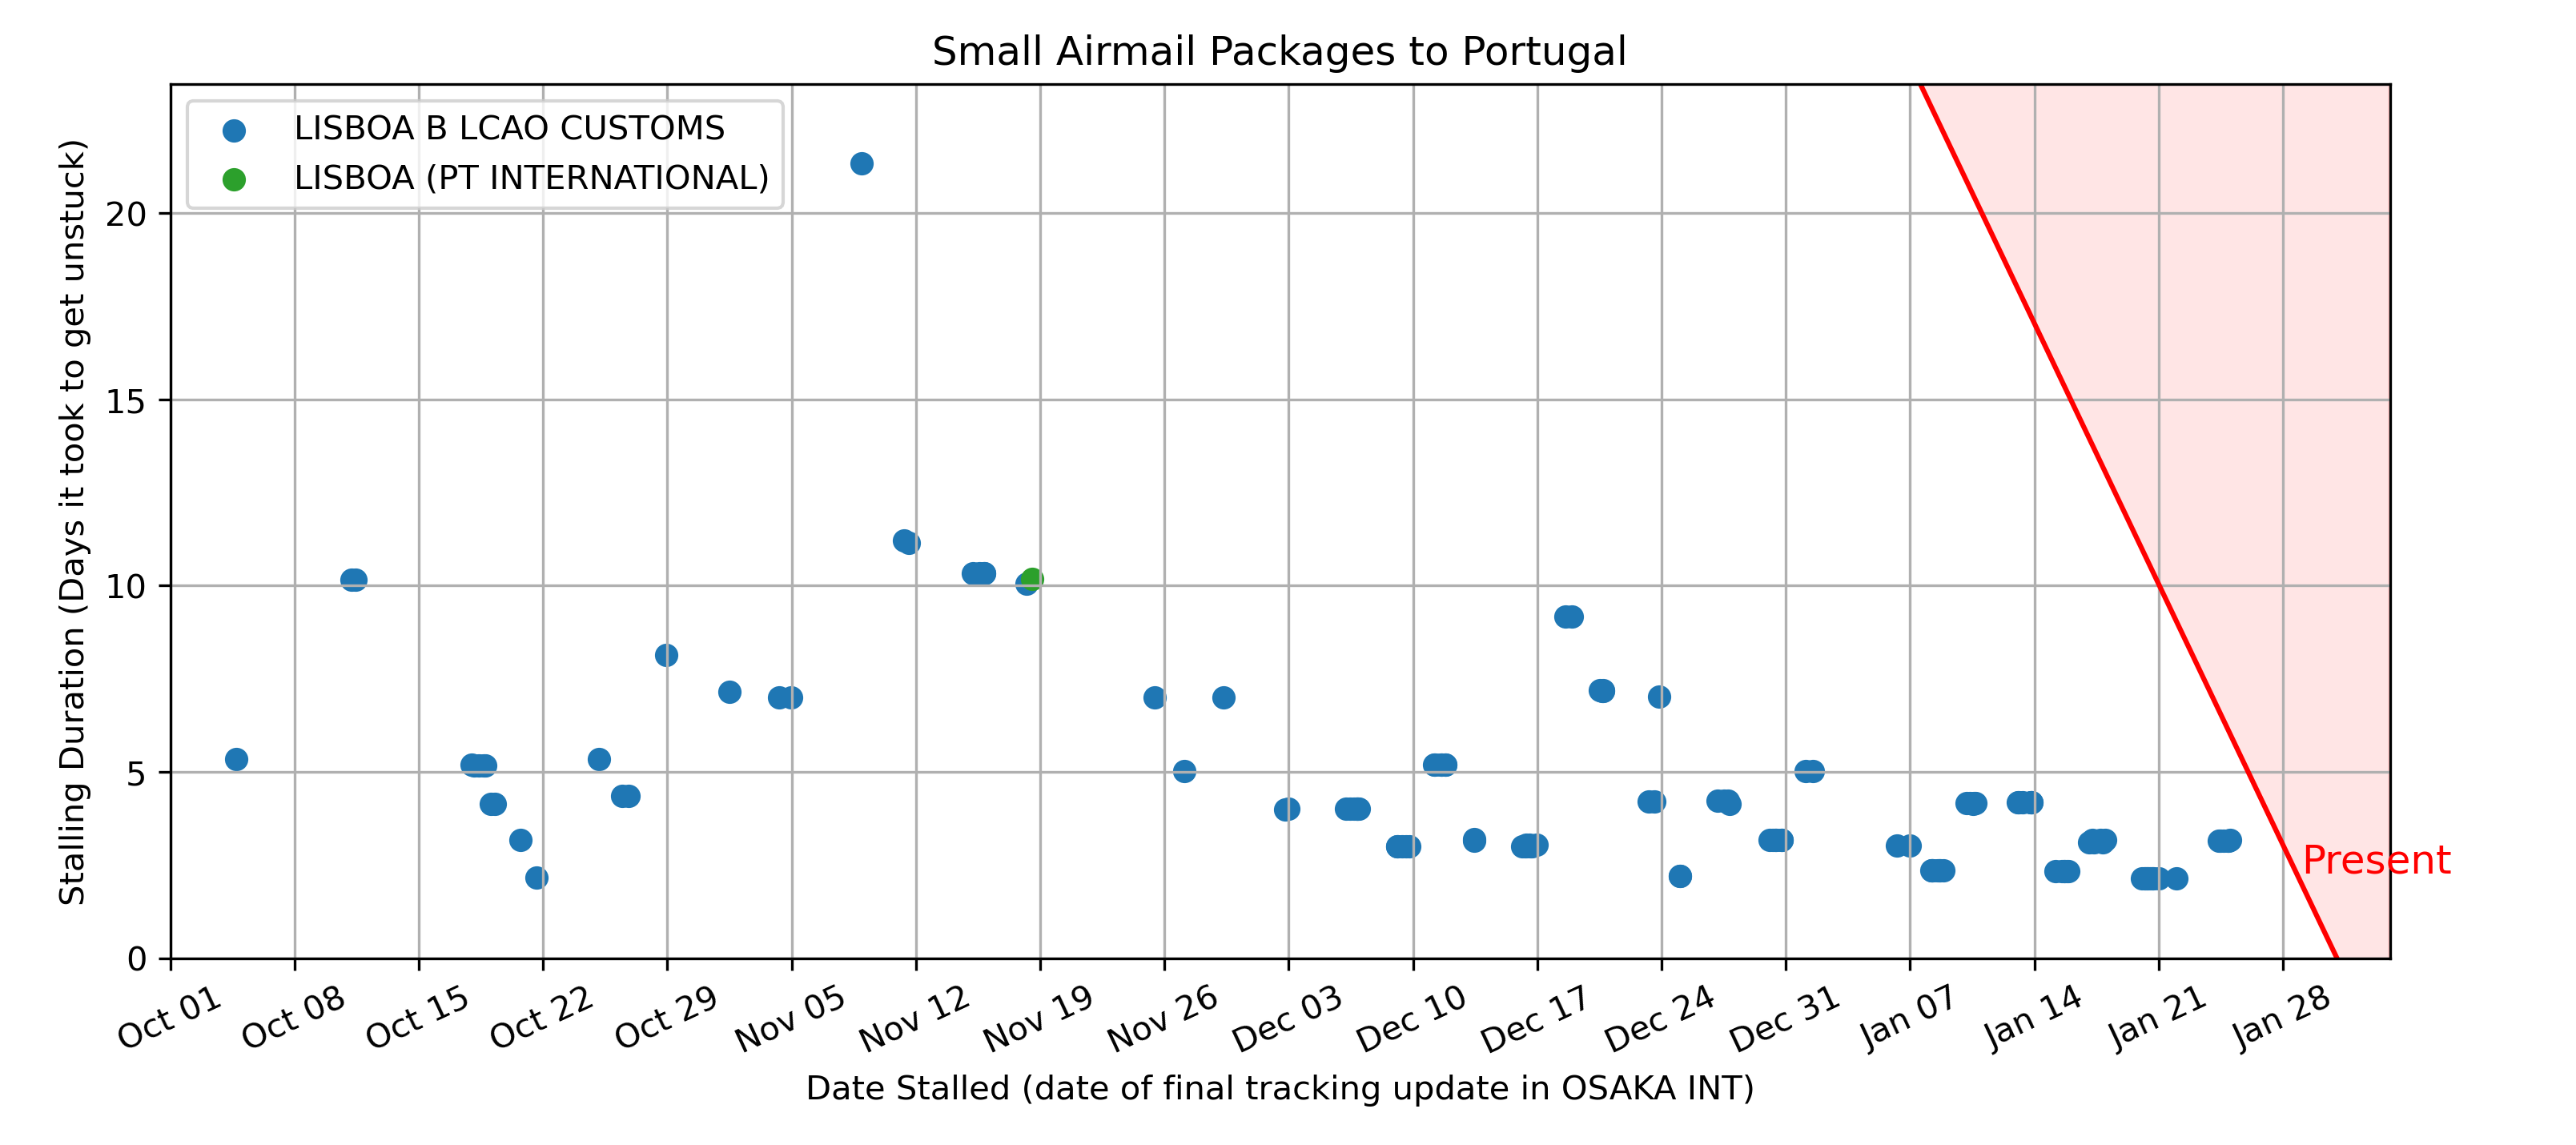 Small Airmail Packages to Portugal
LISBOA B LCAO CUSTOMS
LISBOA (PT INTERNATIONAL)
Stalling Duration (Days it took to get unstuck)
20
15
10
5
0
Present
Oct 01
Oct 08
Oct 15
Oct 22
Oct 29
Nov 05
Nov 12
Nov 19
Nov 26
Dec 03
Dec 10
Dec 17
Dec 24
Dec 31
Jan 07
Jan 14
Jan 21
Jan 28
Date Stalled (date of final tracking update in OSAKA INT)